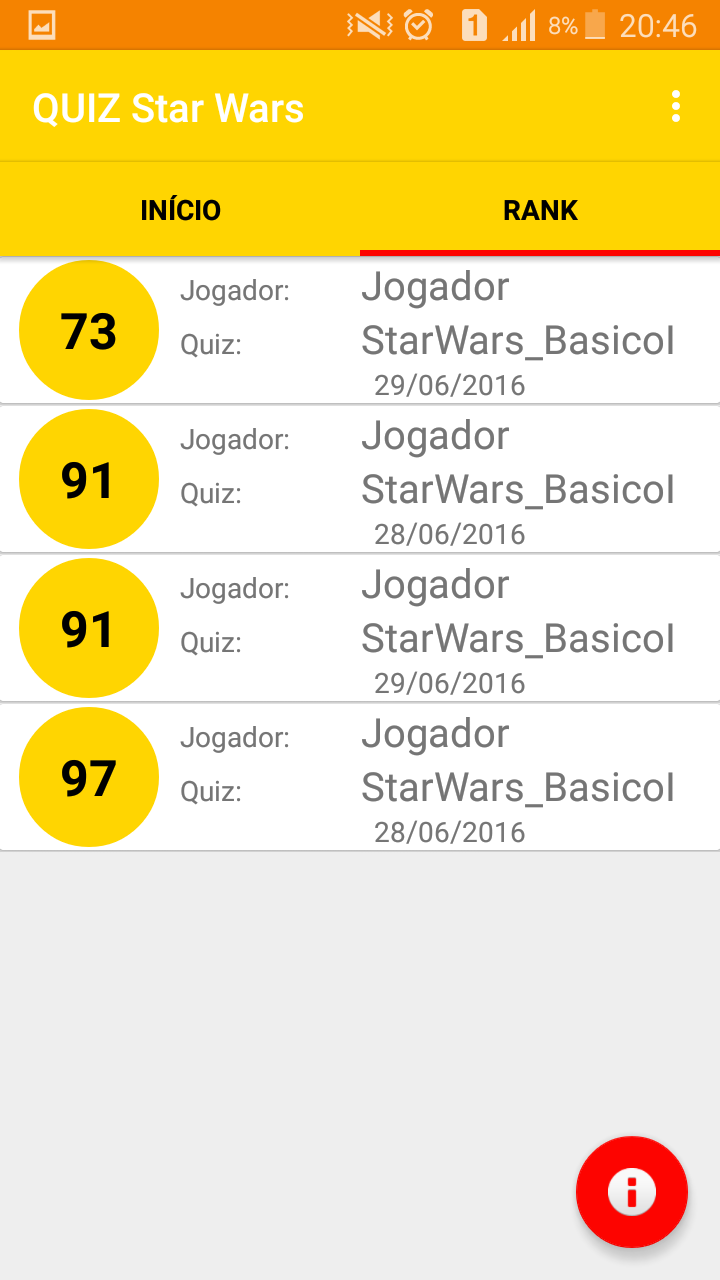 1 8% 20:46
QUIZ Star Wars
INÍCIO RANK
73 Jogador: Jogador
Quiz: StarWars_BasicoI
29/06/2016
91 Jogador: Jogador
Quiz: StarWars_BasicoI
28/06/2016
91 Jogador: Jogador
Quiz: StarWars_BasicoI
29/06/2016
97 Jogador: Jogador
Quiz: StarWars_BasicoI
28/06/2016